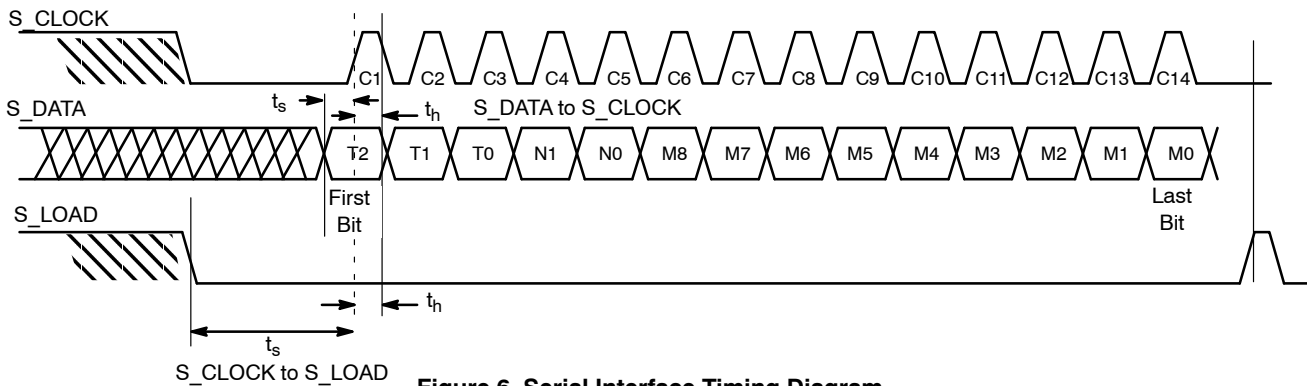 S_CLOCK
C1 C2 C3 C4 C5 C6 C7 C8 C9 C10 C11 C12 C13 C14
ts
S_DATA
th
S_DATA to S_CLOCK
T2 T1 T0 N1 N0 M8 M7 M6 M5 M4 M3 M2 M1 M0
First
Bit
Last
Bit
S_LOAD
th
ts
S_CLOCK to S_LOAD
Figure 6. Serial Interface Timing Diagram